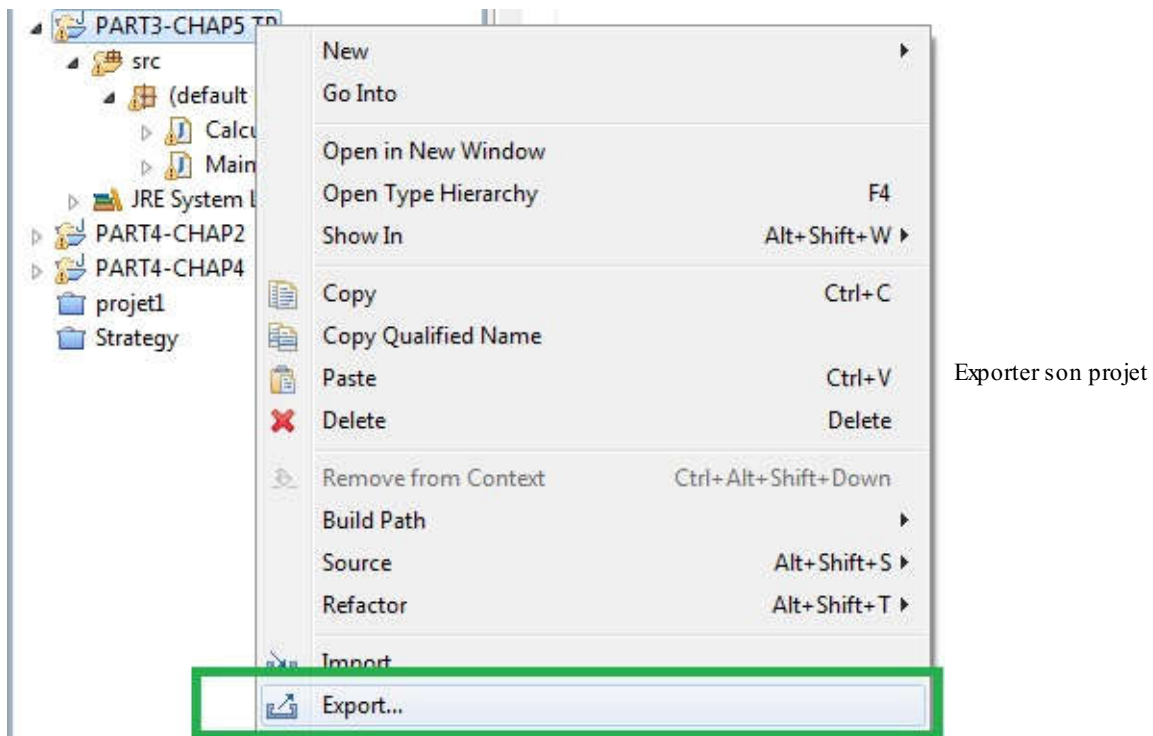 PART3-CHAP5 TP
src
(default
Calcu
Main
JRE System L
PART4-CHAP2
PART4-CHAP4
projet1
Strategy
New
Go Into
Open in New Window
Open Type Hierarchy F4
Show In Alt+Shift+W
Copy Ctrl+C
Copy Qualified Name
Paste Ctrl+V
Delete Delete
Remove from Context Ctrl+Alt+Shift+Down
Build Path
Source Alt+Shift+S
Refactor Alt+Shift+T
Import
Export...
Exporter son projet